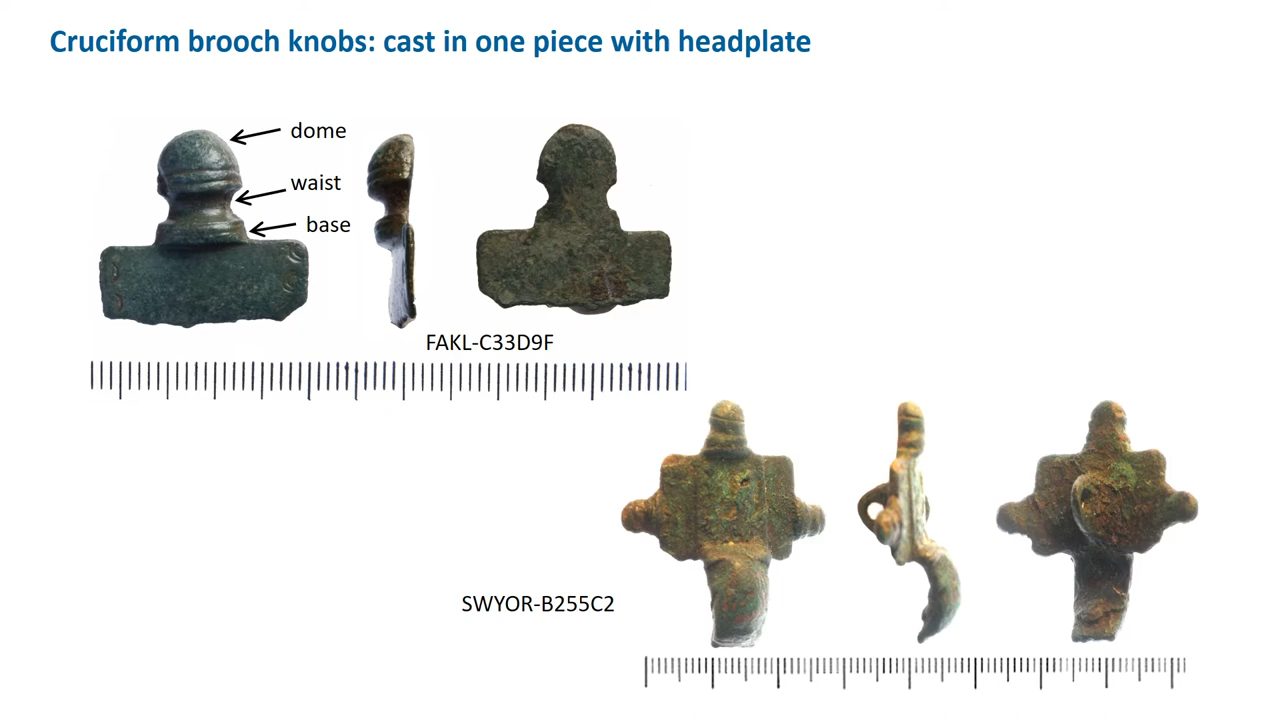 Cruciform brooch knobs: cast in one piece with headplate
dome
waist
base
FAKL-C33D9F
SWYOR-B255C2